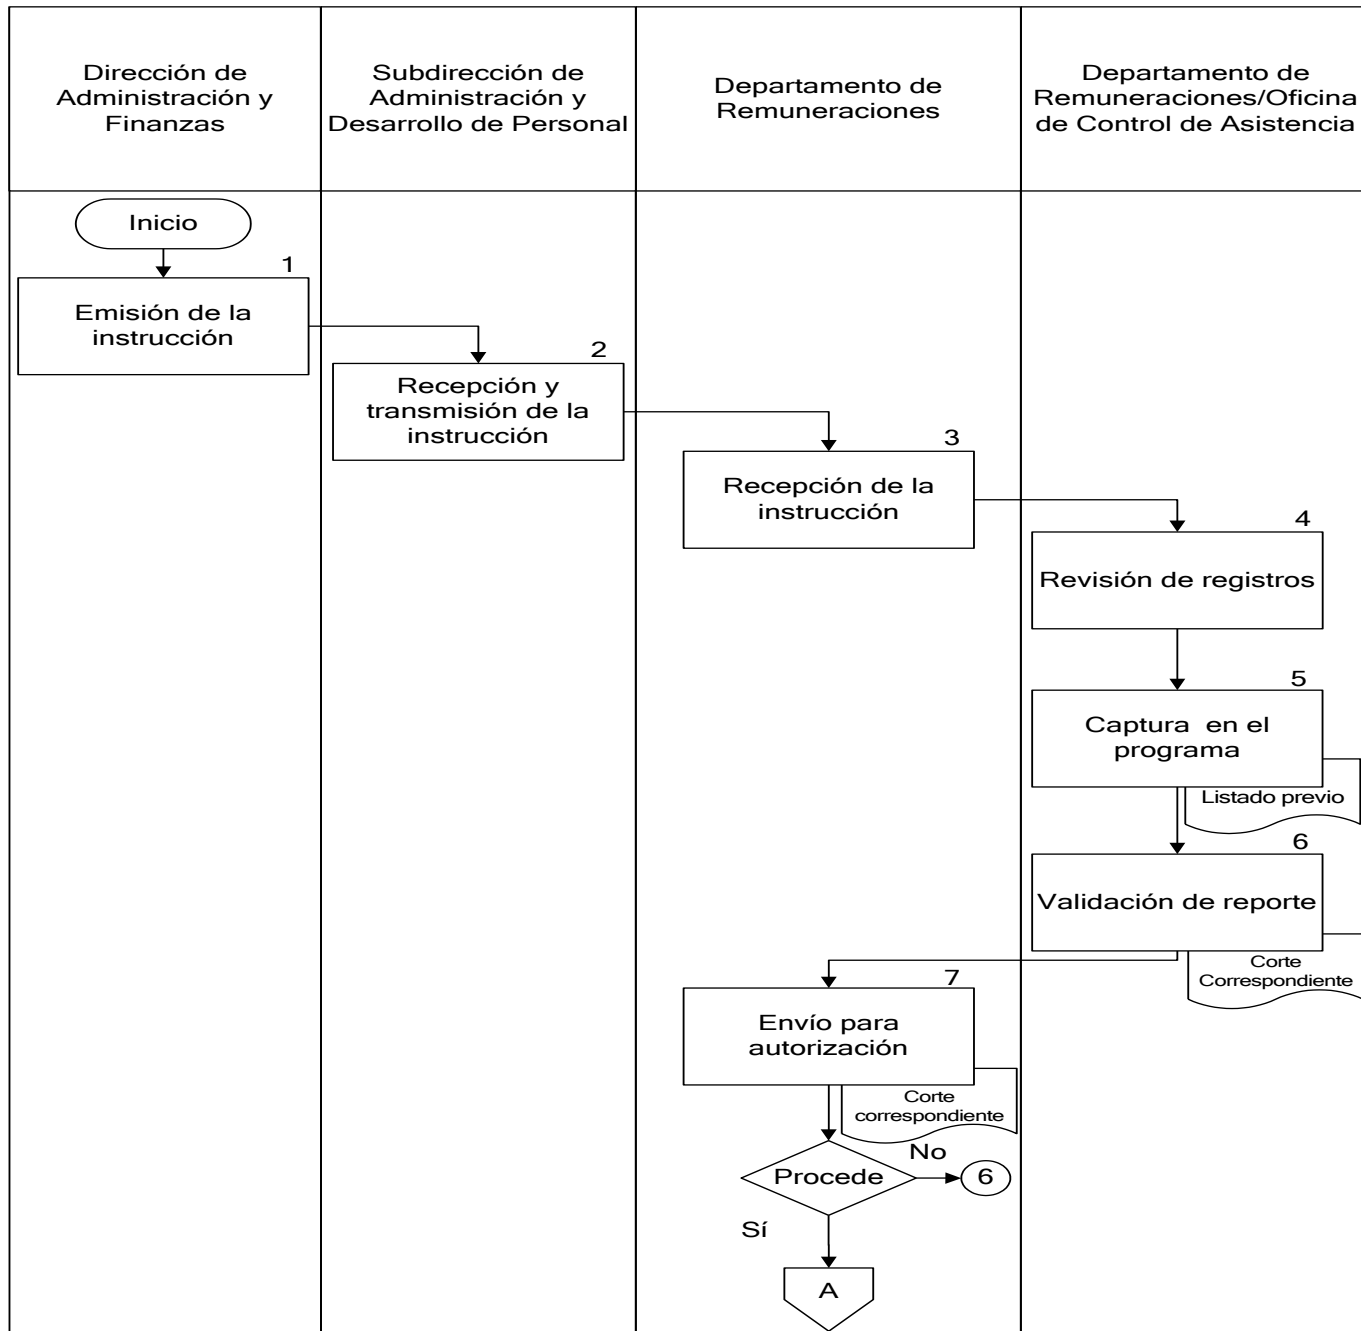 Dirección de
Administración y
Finanzas
Subdirección de
Administración y
Desarrollo de Personal
Departamento de
Remuneraciones
Departamento de
Remuneraciones/Oficina
de Control de Asistencia
Inicio
1
Emisión de la
instrucción
2
Recepción y
transmisión de la
instrucción
3
Recepción de la
instrucción
4
Revisión de registros
5
Captura en el
programa
Listado previo
6
Validación de reporte
Corte
Correspondiente
7
Envío para
autorización
Corte
correspondiente
Procede
No
6
Sí
A